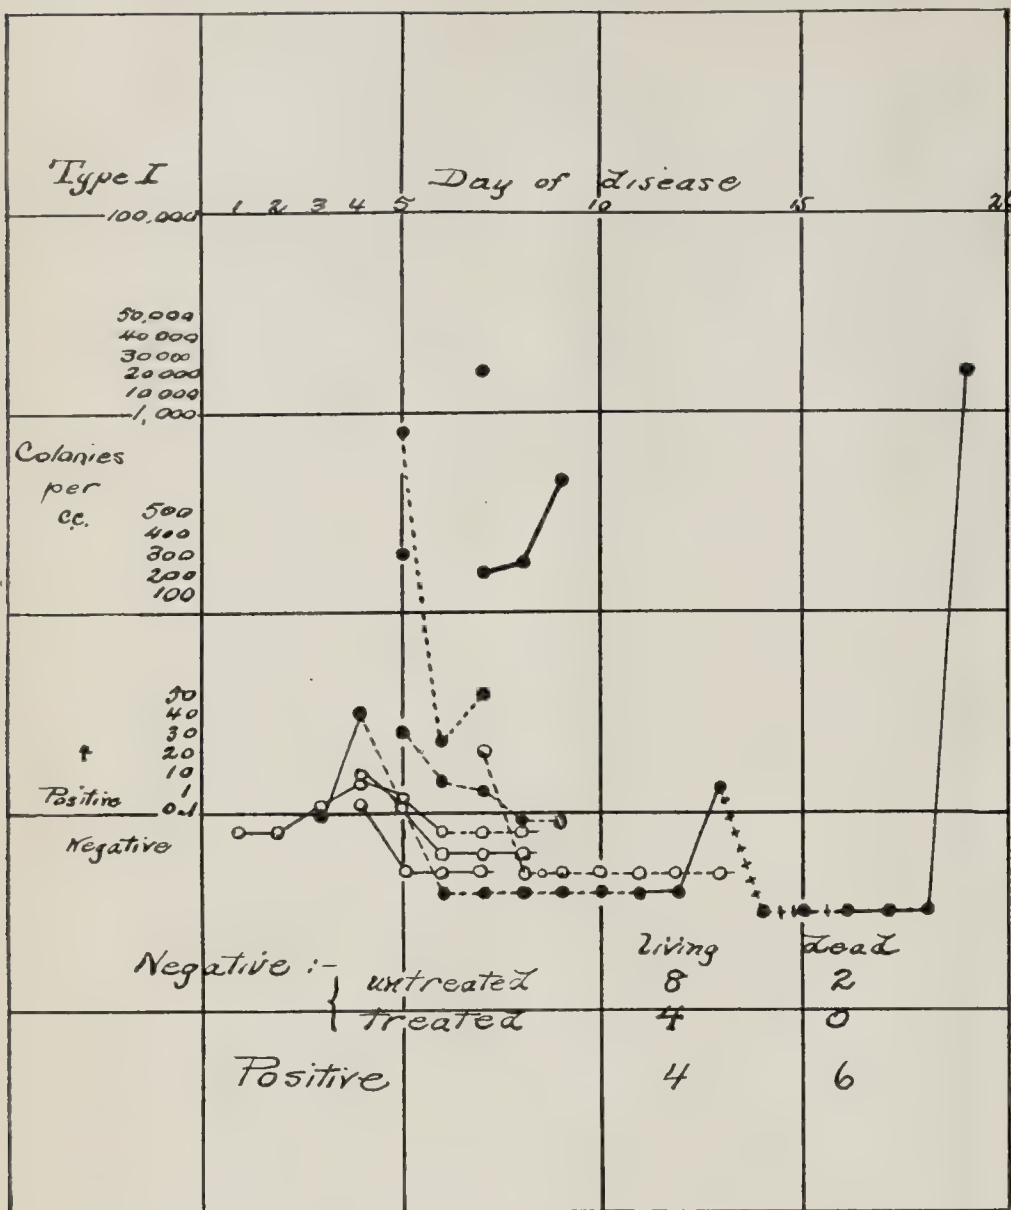 Type I
Day of disease
1 2 3 4 5 10 15 20
100,000
50,000
40 000
30 000
20 000
10 000
1,000
Colonies
per
cc.
500
400
300
200
100
50
40
30
20
10
1
Positive
0.1
Negative
living dead
Negative :-
untreated 8 2
treated 4 0
Positive 4 6